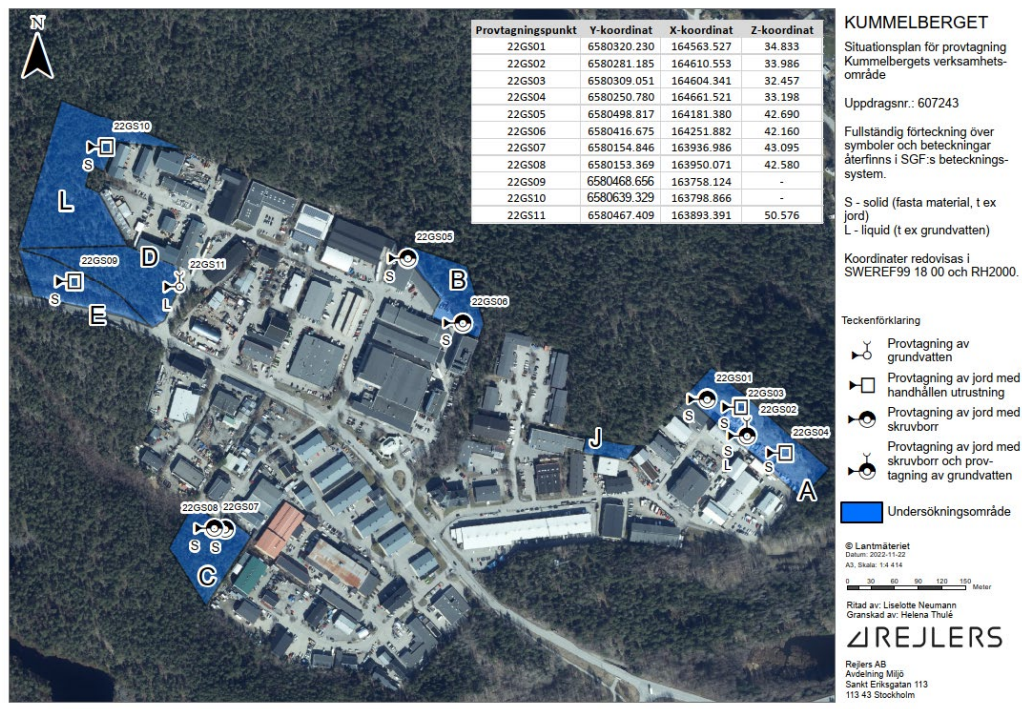 N
Provtagningspunkt Y-koordinat X-koordinat Z-koordinat
22GS01 6580320.230 164563.527 34.833
22GS02 6580281.185 164610.553 33.986
22GS03 6580309.051 164604.341 32.457
22GS04 6580250.780 164661.521 33.198
22GS05 6580498.817 164181.380 42.690
22GS06 6580416.675 164251.882 42.160
22GS07 6580154.846 163936.986 43.095
22GS08 6580153.369 163950.071 42.580
22GS09 6580468.656 163758.124 -
22GS10 6580639.329 163798.866 -
22GS11 6580467.409 163893.391 50.576
22GS10
S
L
D
22GS09
S
E
22GS11
L
22GS05
S
B
22GS06
S
22GS01
S
22GS03
S
22GS02
S
L
22GS04
S
A
J
22GS08 22GS07
S
S
C
KUMMELBERGET
Situationsplan för provtagning
Kummelbergets verksamhets-
område
Uppdragsnr.: 607243
Fullständig förteckning över
symboler och beteckningar
återfinns i SGF:s betecknings-
system.
S - solid (fasta material, t ex
jord)
L - liquid (t ex grundvatten)
Koordinater redovisas i
SWEREF99 18 00 och RH2000.
Teckenförklaring
Provtagning av
grundvatten
Provtagning av jord med
handhållen utrustning
Provtagning av jord med
skruvborr
Provtagning av jord med
skruvborr och prov-
tagning av grundvatten
Undersökningsområde
© Lantmäteriet
Datum: 2022-11-22
A3, Skala: 1:4 414
0 30 60 90 120 150
Meter
Ritad av: Liselotte Neumann
Granskad av: Helena Thulé
REJLERS
Rejlers AB
Avdelning Miljö
Sankt Eriksgatan 113
113 43 Stockholm